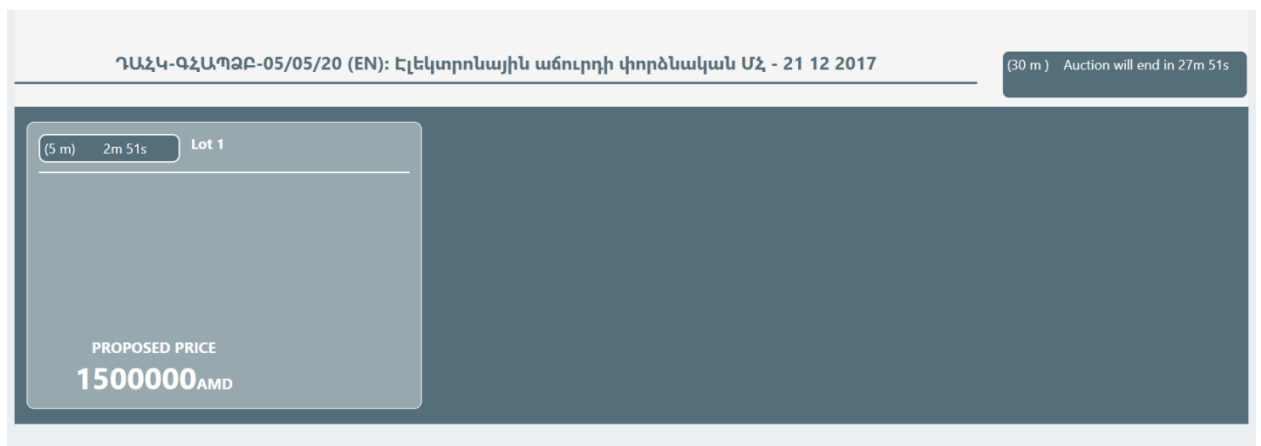 ԴԱՀԿ-ԳՀԱՊՁԲ-05/05/20 (EN): Էլեկտրոնային աճուրդի փորձնական ՄՀ - 21 12 2017
(30 m ) Auction will end in 27m 51s
(5 m) 2m 51s Lot 1
PROPOSED PRICE
1500000AMD